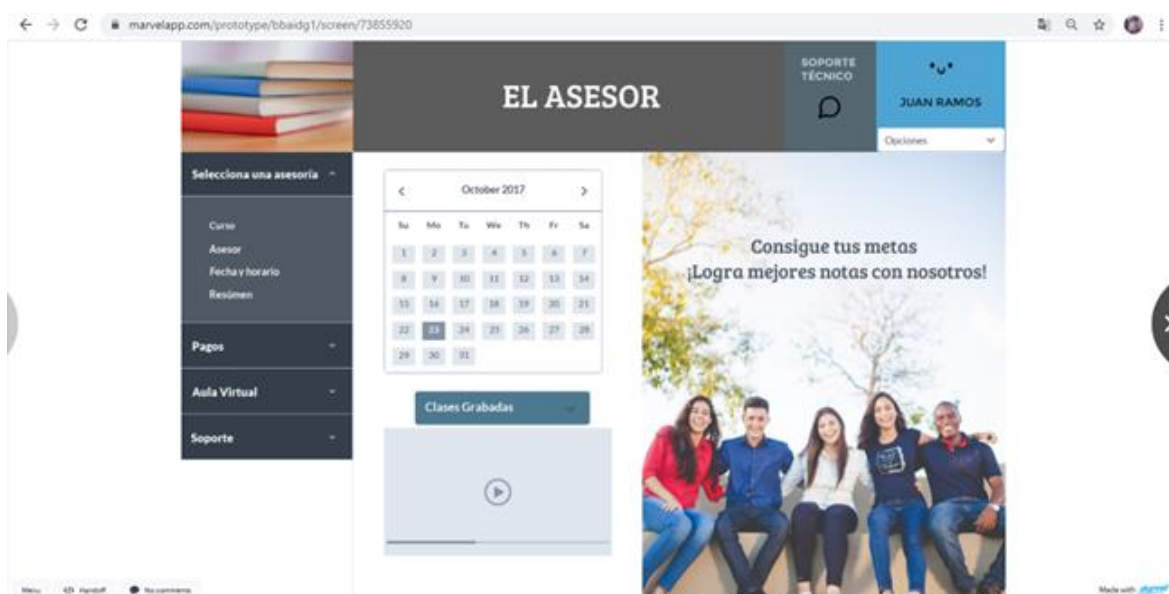 marvelapp.com/prototype/bbaidg1/screen/73855920
EL ASESOR
SOPORTE
TÉCNICO
JUAN RAMOS
Opciones
Selecciona una asesoría
Curso
Asesor
Fecha y horario
Resúmen
Pagos
Aula Virtual
Soporte
October 2017
Su Mo Tu We Th Fr Sa
1 2 3 4 5 6 7
8 9 10 11 12 13 14
15 16 17 18 19 20 21
22 23 24 25 26 27 28
29 30 31
Clases Grabadas
Consigue tus metas
¡Logra mejores notas con nosotros!
Menu </> Handoff No comments
Made with marvel